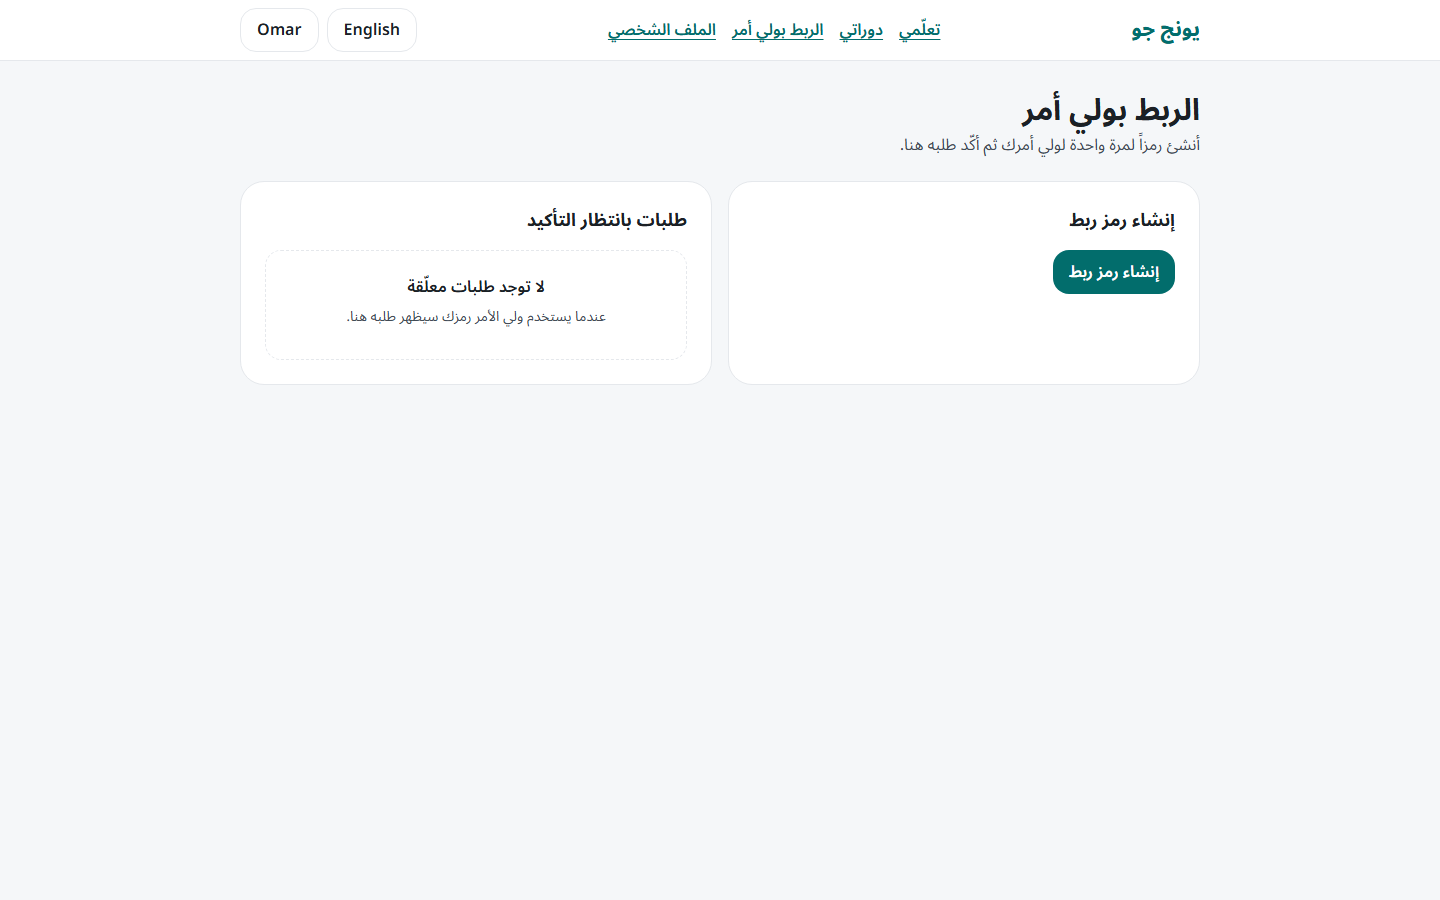 يونج جو
تعلّمي دوراتي الربط بولي أمر الملف الشخصي
English Omar
الربط بولي أمر
أنشئ رمزاً لمرة واحدة لولي أمرك ثم أكّد طلبه هنا.
إنشاء رمز ربط
إنشاء رمز ربط
طلبات بانتظار التأكيد
لا توجد طلبات معلّقة
عندما يستخدم ولي الأمر رمزك سيظهر طلبه هنا.